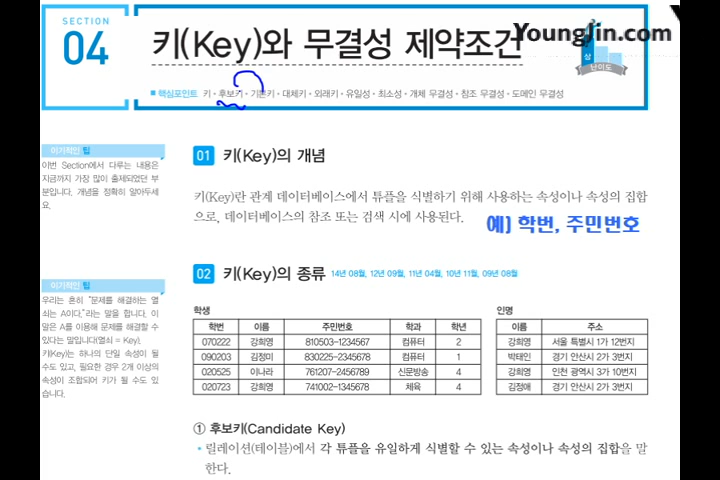 SECTION
04
키(Key)와 무결성 제약조건
YoungJin.com
상
난이도
■ 핵심포인트 키 · 후보키 · 기본키 · 대체키 · 외래키 · 유일성 · 최소성 · 개체 무결성 · 참조 무결성 · 도메인 무결성
이기적인 팁
이번 Section에서 다루는 내용은
지금까지 가장 많이 출제되었던 부
분입니다. 개념을 정확히 알아두세
요.
01 키(Key)의 개념
키(Key)란 관계 데이터베이스에서 튜플을 식별하기 위해 사용하는 속성이나 속성의 집합
으로, 데이터베이스의 참조 또는 검색 시에 사용된다.
예) 학번, 주민번호
02 키(Key)의 종류 14년 08월, 12년 09월, 11년 04월, 10년 11월, 09년 08월
이기적인 팁
우리는 흔히 "문제를 해결하는 열
쇠는 A이다."라는 말을 합니다. 이
말은 A를 이용해 문제를 해결할 수
있다는 말입니다(열쇠 = Key).
키(Key)는 하나의 단일 속성이 될
수도 있고, 필요한 경우 2개 이상의
속성이 조합되어 키가 될 수도 있
습니다.
학생
학번 이름 주민번호 학과 학년
070222 강희영 810503-1234567 컴퓨터 2
090203 김정미 830225-2345678 컴퓨터 1
020525 이나라 761207-2456789 신문방송 4
020723 강희영 741002-1345678 체육 4
인명
이름 주소
강희영 서울 특별시 1가 12번지
박태인 경기 안산시 2가 3번지
강희영 인천 광역시 3가 10번지
김정애 경기 안산시 2가 3번지
① 후보키(Candidate Key)
• 릴레이션(테이블)에서 각 튜플을 유일하게 식별할 수 있는 속성이나 속성의 집합을 말
한다.